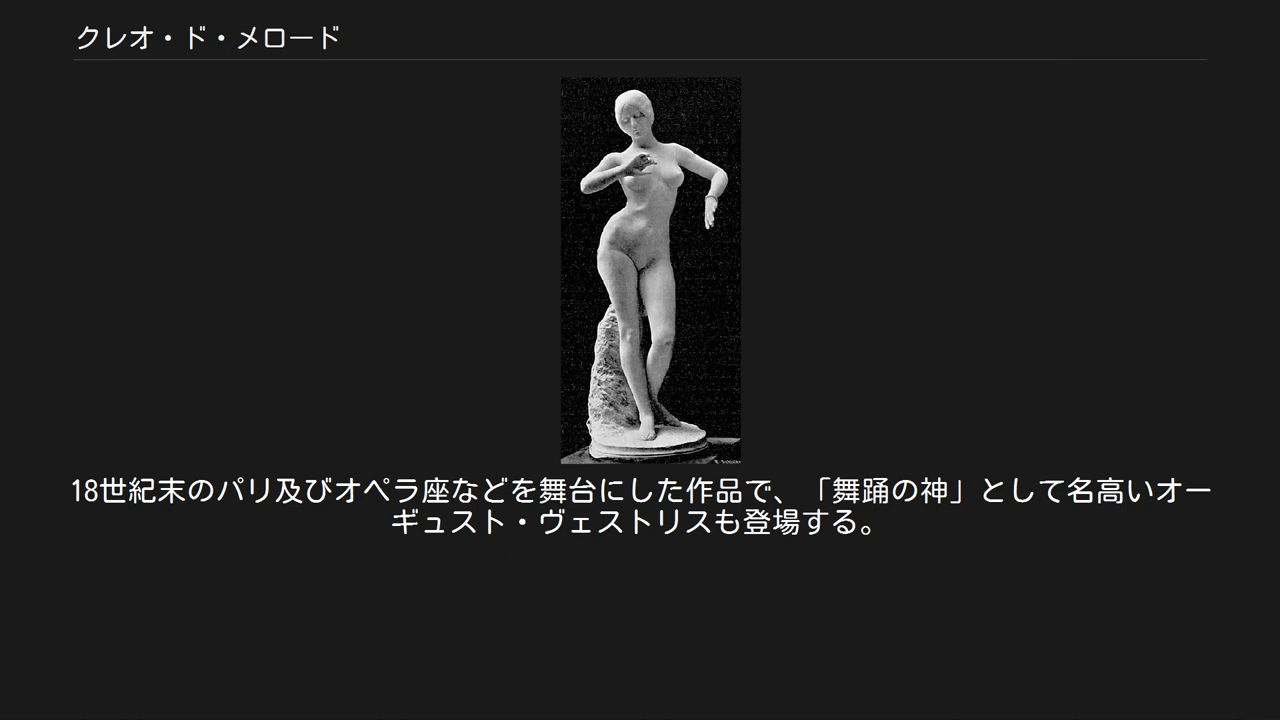 クレオ・ド・メロード
18世紀末のパリ及びオペラ座などを舞台にした作品で、「舞踊の神」として名高いオー
ギュスト・ヴェストリスも登場する。